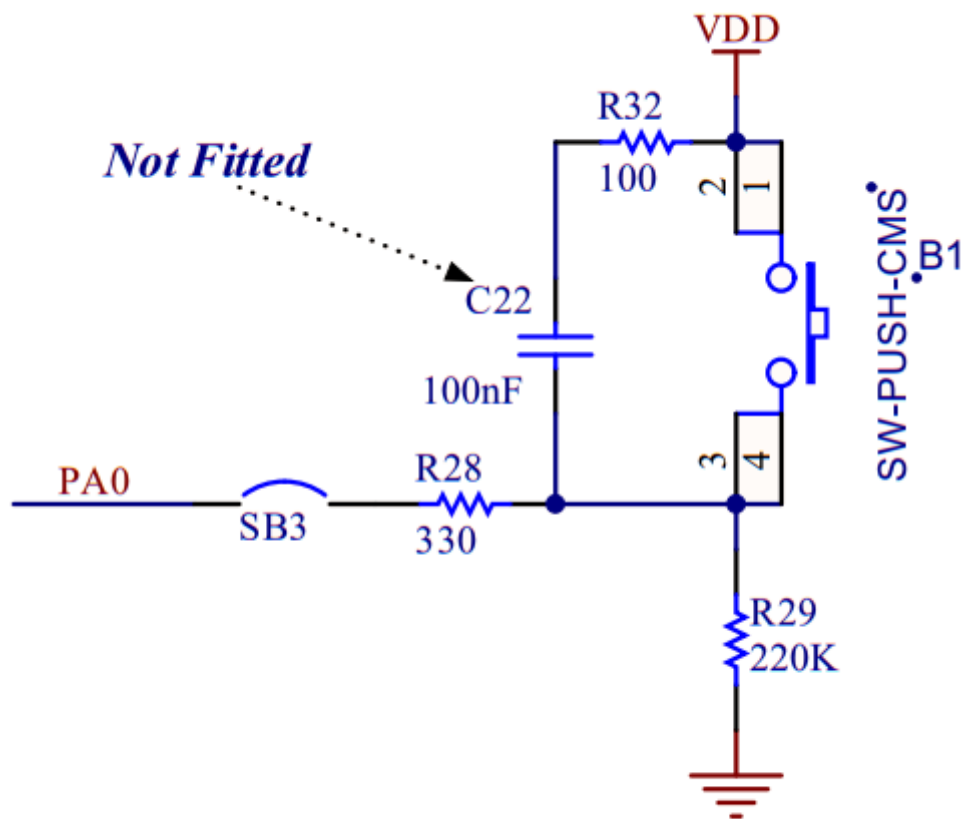 VDD
R32
100
Not Fitted
2
1
SW-PUSH-CMS
B1
C22
100nF
3
4
PA0
SB3
R28
330
R29
220K